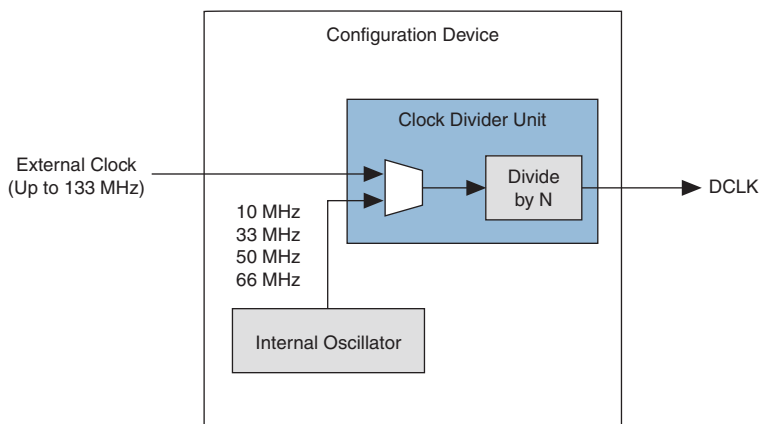 Configuration Device
Clock Divider Unit
External Clock
(Up to 133 MHz)
Divide
by N
DCLK
10 MHz
33 MHz
50 MHz
66 MHz
Internal Oscillator